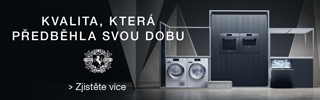 KVALITA, KTERÁ
PŘEDBĚHLA SVOU DOBU
> Zjistěte více